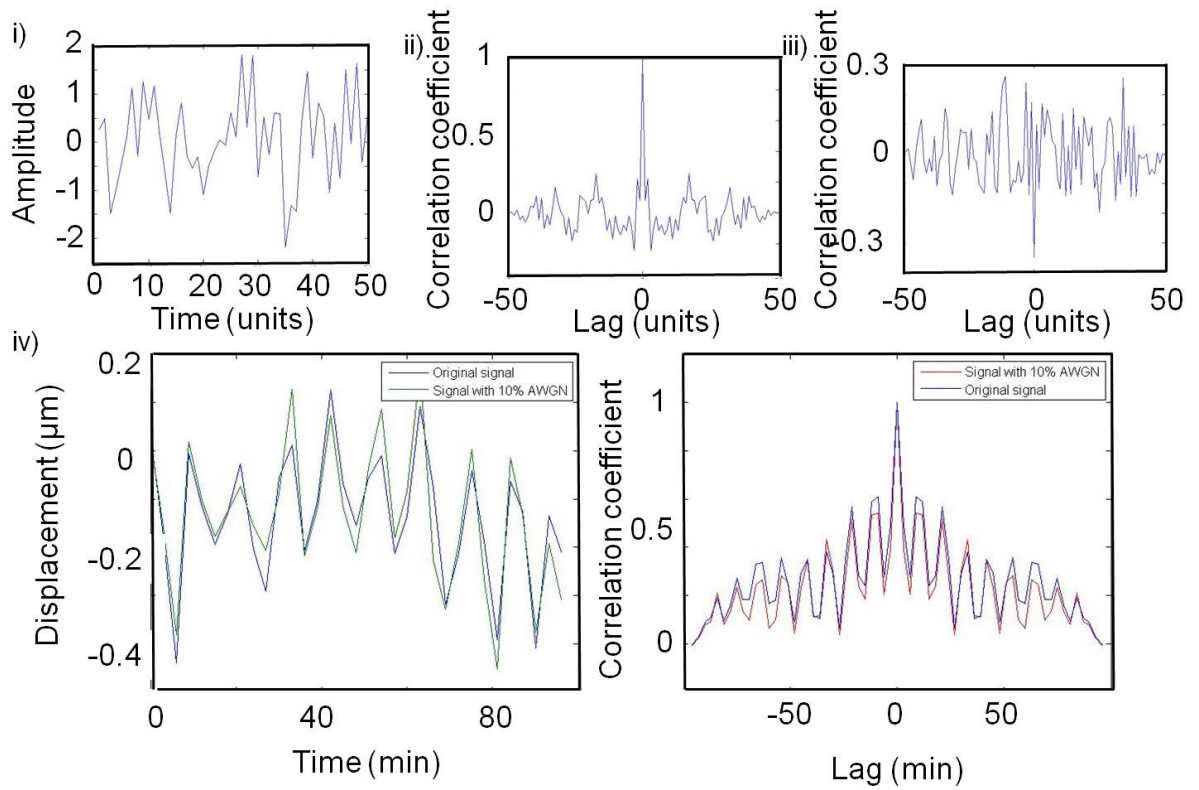 i)
2
1
0
-1
-2
Amplitude
0 10 20 30 40 50
Time (units)
ii)
1
0.5
0
Correlation coefficient
-50 0 50
Lag (units)
iii)
0.3
0
-0.3
Correlation coefficient
-50 0 50
Lag (units)
iv)
0.2
0
-0.2
-0.4
Displacement (µm)
Original signal
Signal with 10% AWGN
0 40 80
Time (min)
1
0.5
0
Correlation coefficient
Signal with 10% AWGN
Original signal
-50 0 50
Lag (min)